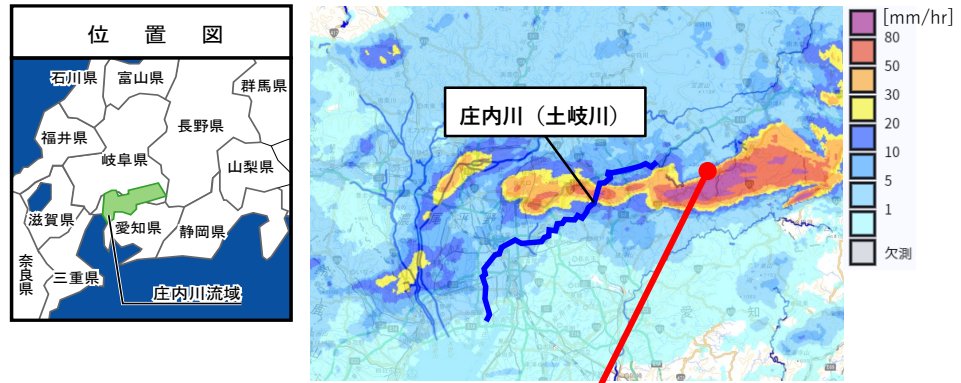 位 置 図
石川県
富山県
群馬県
福井県
長野県
岐阜県
山梨県
滋賀県
愛知県
静岡県
奈良県
三重県
庄内川流域
庄内川（土岐川）
愛 知
[mm/hr]
80
50
30
20
10
5
1
欠測